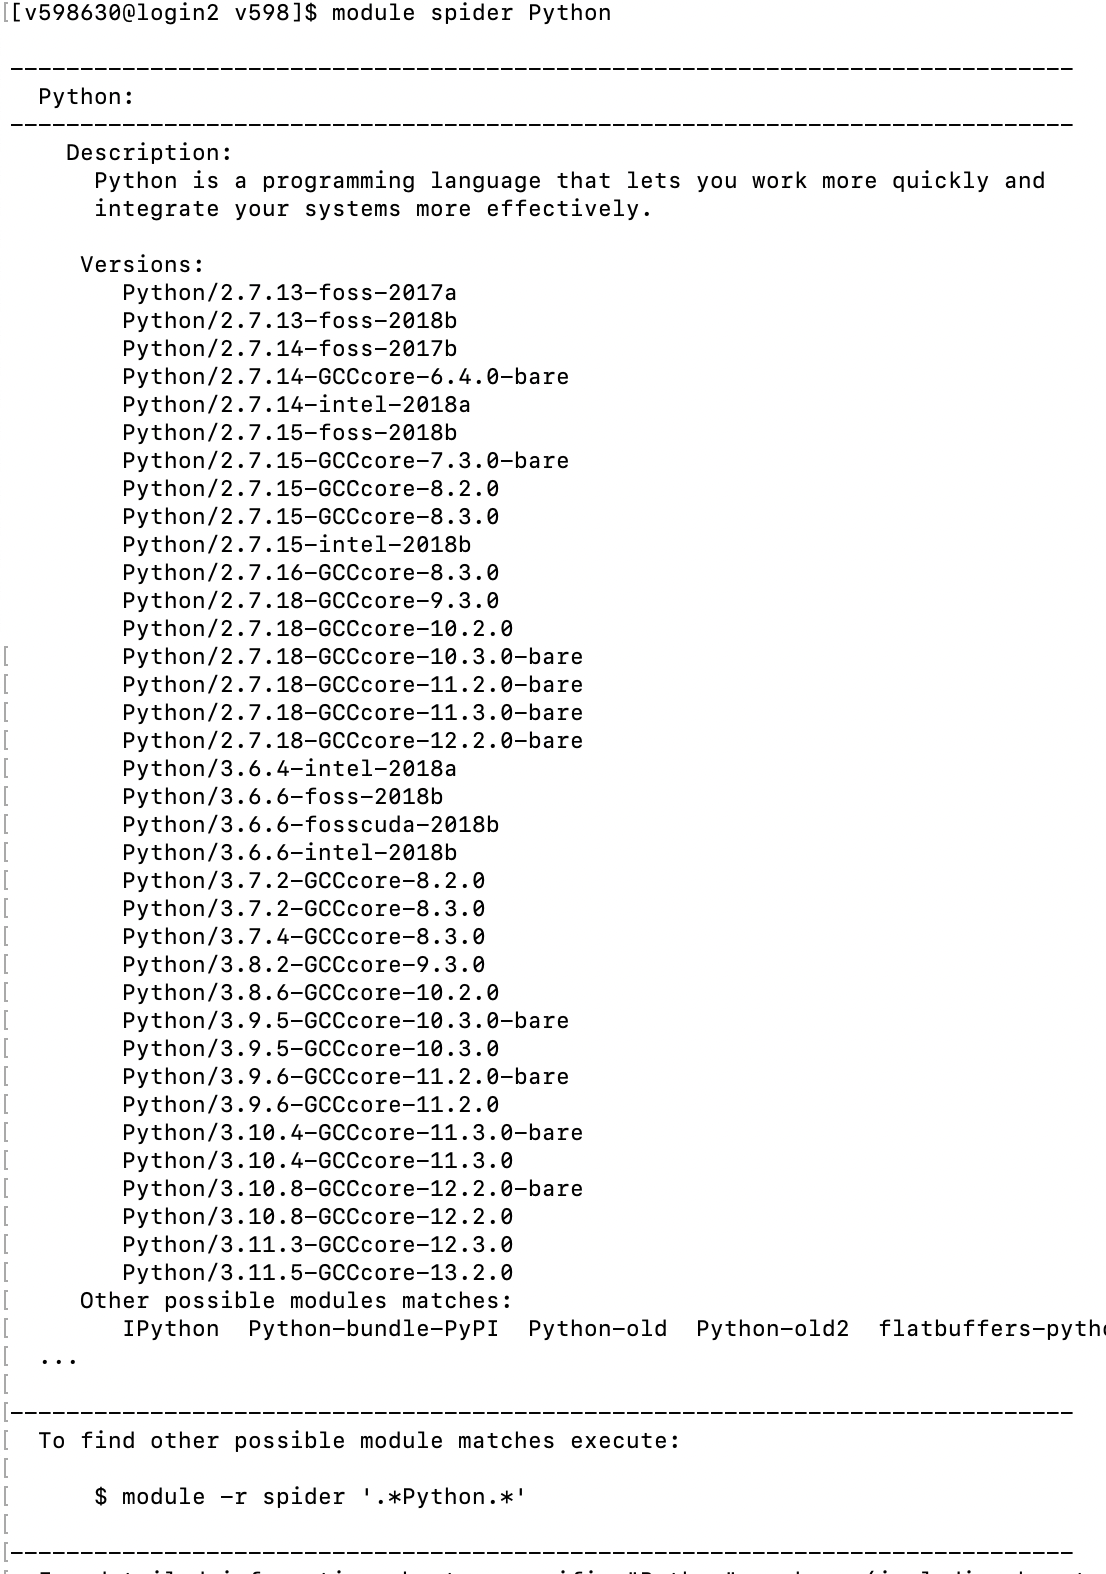 [[v598630@login2 v598]$ module spider Python
--------------------------------------------------------------------------------
Python:
--------------------------------------------------------------------------------
Description:
Python is a programming language that lets you work more quickly and
integrate your systems more effectively.
Versions:
Python/2.7.13-foss-2017a
Python/2.7.13-foss-2018b
Python/2.7.14-foss-2017b
Python/2.7.14-GCCcore-6.4.0-bare
Python/2.7.14-intel-2018a
Python/2.7.15-foss-2018b
Python/2.7.15-GCCcore-7.3.0-bare
Python/2.7.15-GCCcore-8.2.0
Python/2.7.15-GCCcore-8.3.0
Python/2.7.15-intel-2018b
Python/2.7.16-GCCcore-8.3.0
Python/2.7.18-GCCcore-9.3.0
Python/2.7.18-GCCcore-10.2.0
Python/2.7.18-GCCcore-10.3.0-bare
Python/2.7.18-GCCcore-11.2.0-bare
Python/2.7.18-GCCcore-11.3.0-bare
Python/2.7.18-GCCcore-12.2.0-bare
Python/3.6.4-intel-2018a
Python/3.6.6-foss-2018b
Python/3.6.6-fosscuda-2018b
Python/3.6.6-intel-2018b
Python/3.7.2-GCCcore-8.2.0
Python/3.7.2-GCCcore-8.3.0
Python/3.7.4-GCCcore-8.3.0
Python/3.8.2-GCCcore-9.3.0
Python/3.8.6-GCCcore-10.2.0
Python/3.9.5-GCCcore-10.3.0-bare
Python/3.9.5-GCCcore-10.3.0
Python/3.9.6-GCCcore-11.2.0-bare
Python/3.9.6-GCCcore-11.2.0
Python/3.10.4-GCCcore-11.3.0-bare
Python/3.10.4-GCCcore-11.3.0
Python/3.10.8-GCCcore-12.2.0-bare
Python/3.10.8-GCCcore-12.2.0
Python/3.11.3-GCCcore-12.3.0
Python/3.11.5-GCCcore-13.2.0
Other possible modules matches:
IPython  Python-bundle-PyPI  Python-old  Python-old2
...
--------------------------------------------------------------------------------
To find other possible module matches execute:
$ module -r spider '.*Python.*'
--------------------------------------------------------------------------------